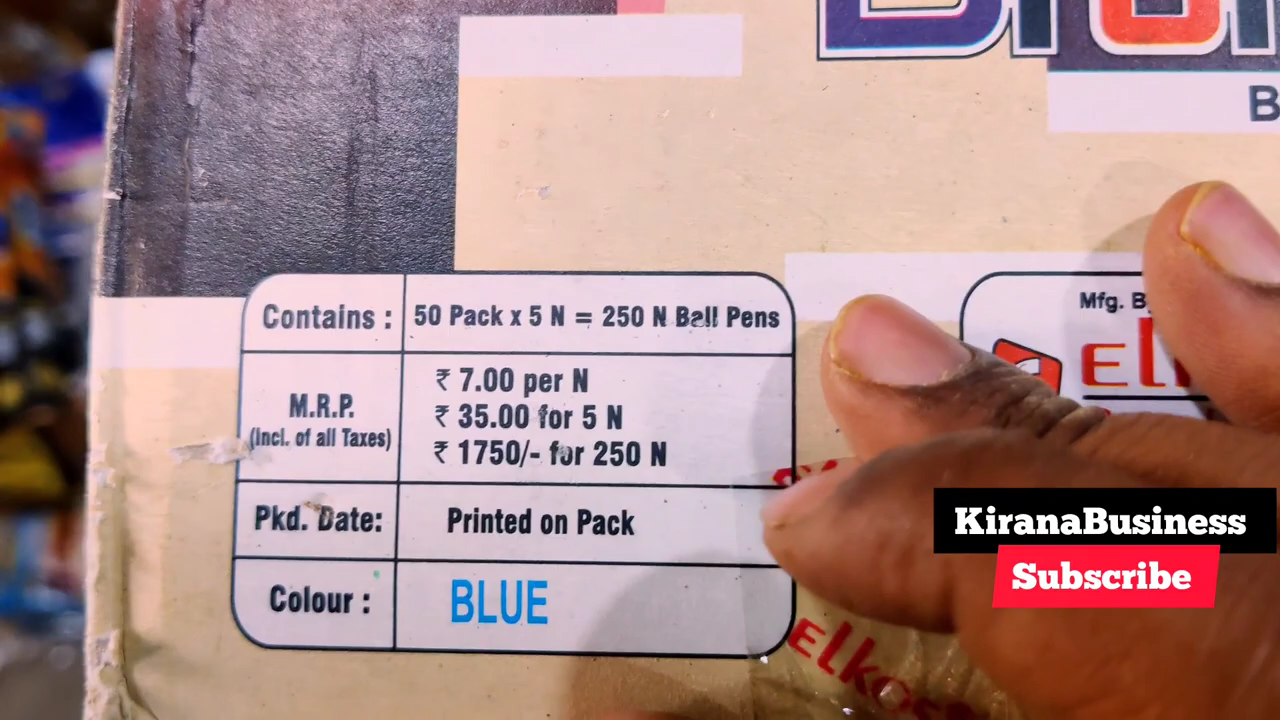 Contains : 50 Pack x 5 N = 250 N Ball Pens
M.R.P.
(Incl. of all Taxes)
₹ 7.00 per N
₹ 35.00 for 5 N
₹ 1750/- for 250 N
Pkd. Date: Printed on Pack
Colour : BLUE
Mfg.
KiranaBusiness
Subscribe